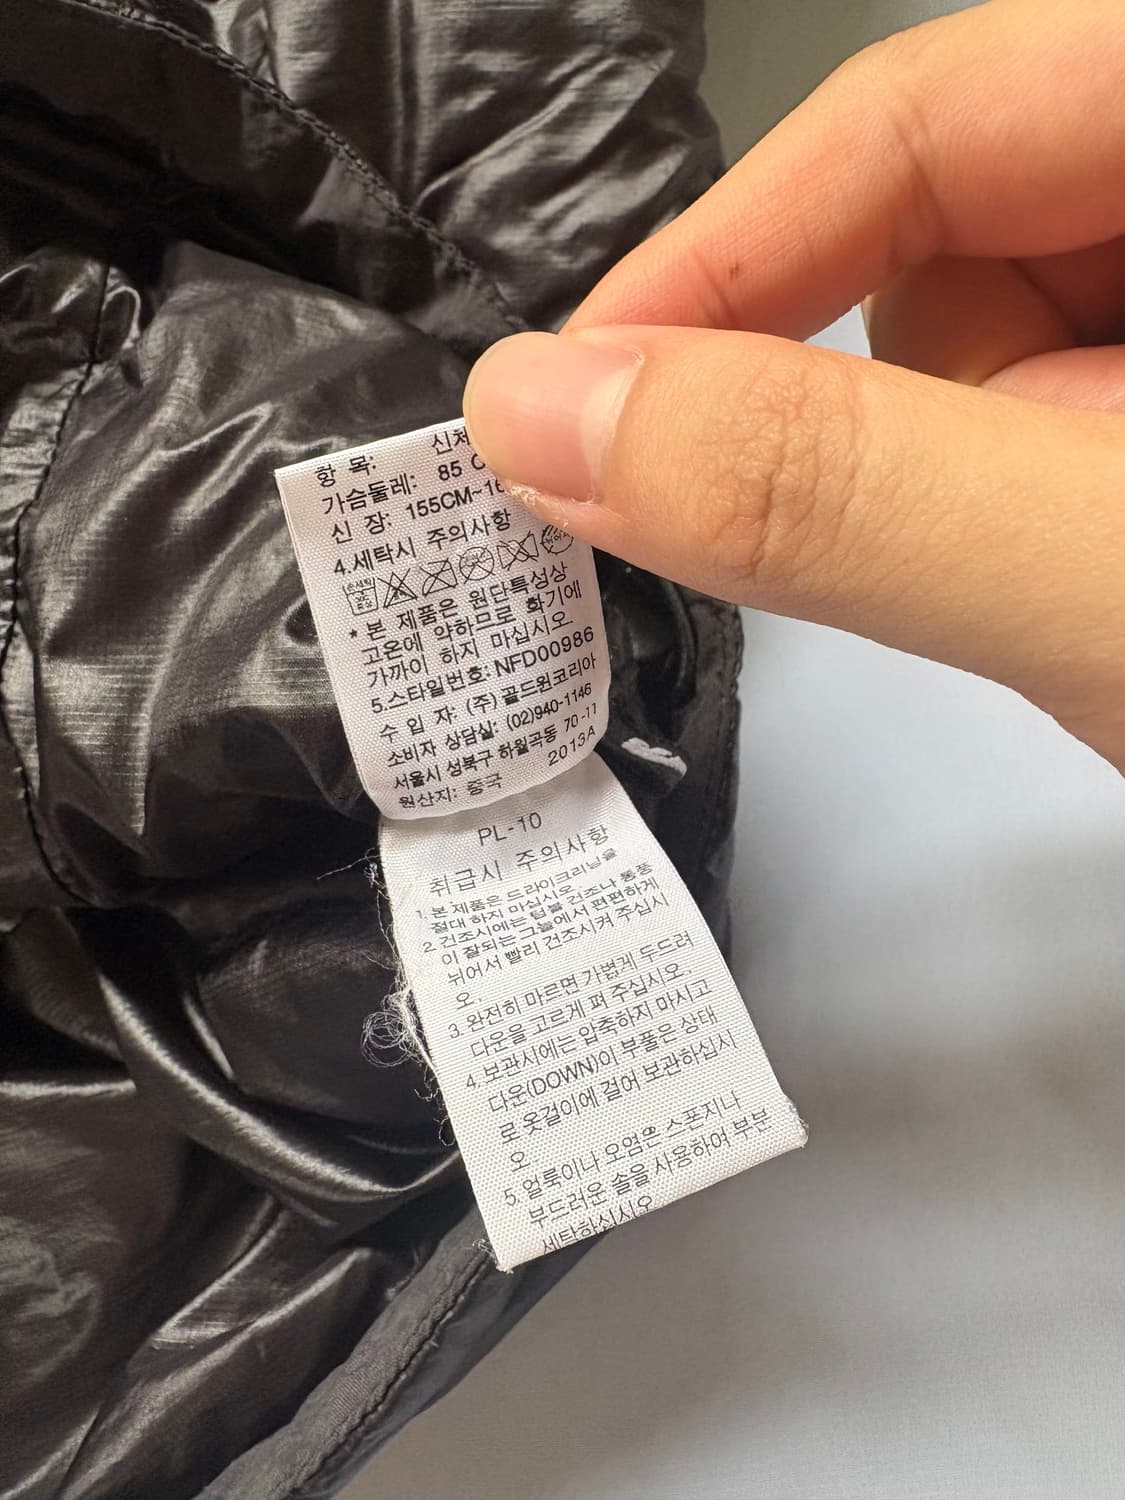 항 목:
가슴둘레: 85
신 장: 155CM~
4.세탁시 주의사항
손세탁
*본 제품은 원단특성상
고온에 약하므로 화기에
가까이 하지 마십시오.
5.스타일번호: NFD00986
수 입 자: (주) 골드윈코리아
소비자 상담실: (02)940-1146
서울시 성북구 하월곡동 70-11
원산지: 중국 2013A
PL-10
취급시 주의사항
1. 본 제품은 드라이크리닝을
절대 하지 마십시오.
2. 건조시에는 텀블 건조나 통풍
이 잘되는 그늘에서 편편하게
뉘어서 빨리 건조시켜 주십시
오.
3. 완전히 마르면 가볍게 두드려
다운을 고르게 펴 주십시오.
4. 보관시에는 압축하지 마시고
다운(DOWN)이 부풀은 상태
로 옷걸이에 걸어 보관하십시
오.
5. 얼룩이나 오염은 스폰지나
부드러운 솔을 사용하여 부분
세탁하십시오.